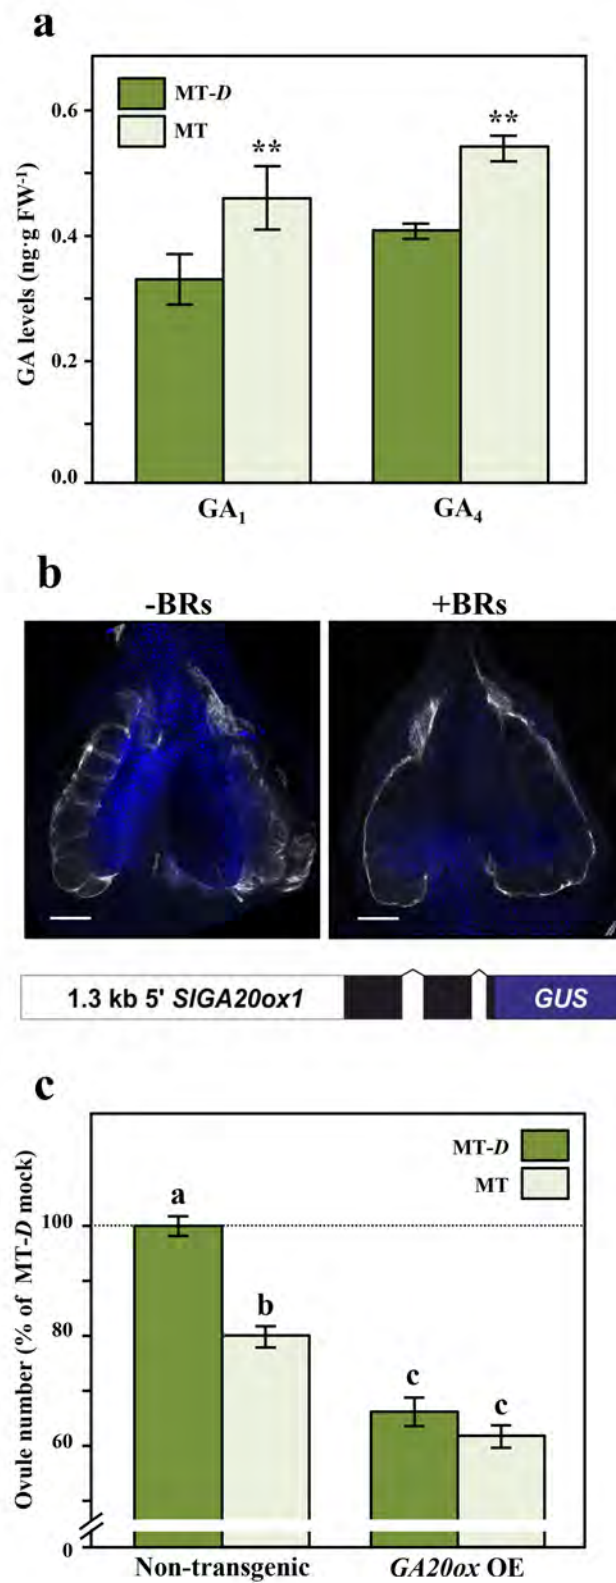 a
MT-D
MT
**
**
GA levels (ng·g FW⁻¹)
0.6
0.4
0.2
0.0
GA₁
GA₄
b
-BRs
+BRs
1.3 kb 5' SlGA20ox1
GUS
c
MT-D
MT
Ovule number (% of MT-D mock)
100
80
60
0
a
b
c
c
Non-transgenic
GA20ox OE